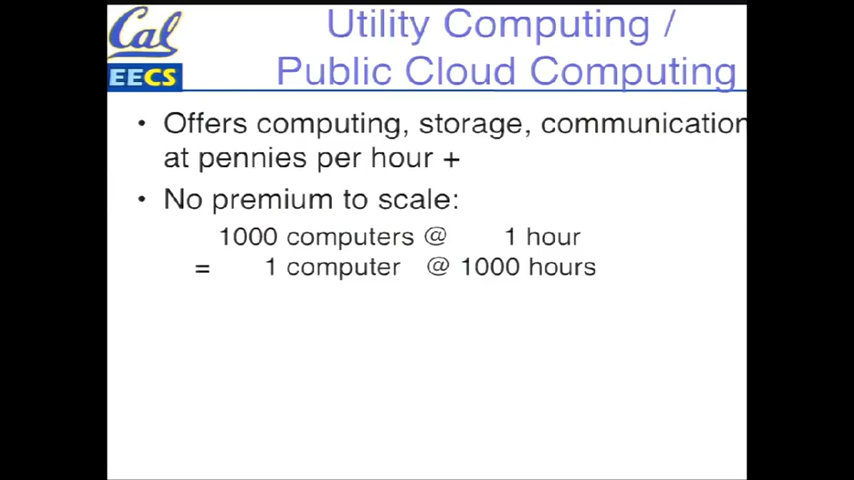 Cal
EECS
Utility Computing /
Public Cloud Computing
• Offers computing, storage, communication
at pennies per hour +
• No premium to scale:
1000 computers @ 1 hour
= 1 computer @ 1000 hours